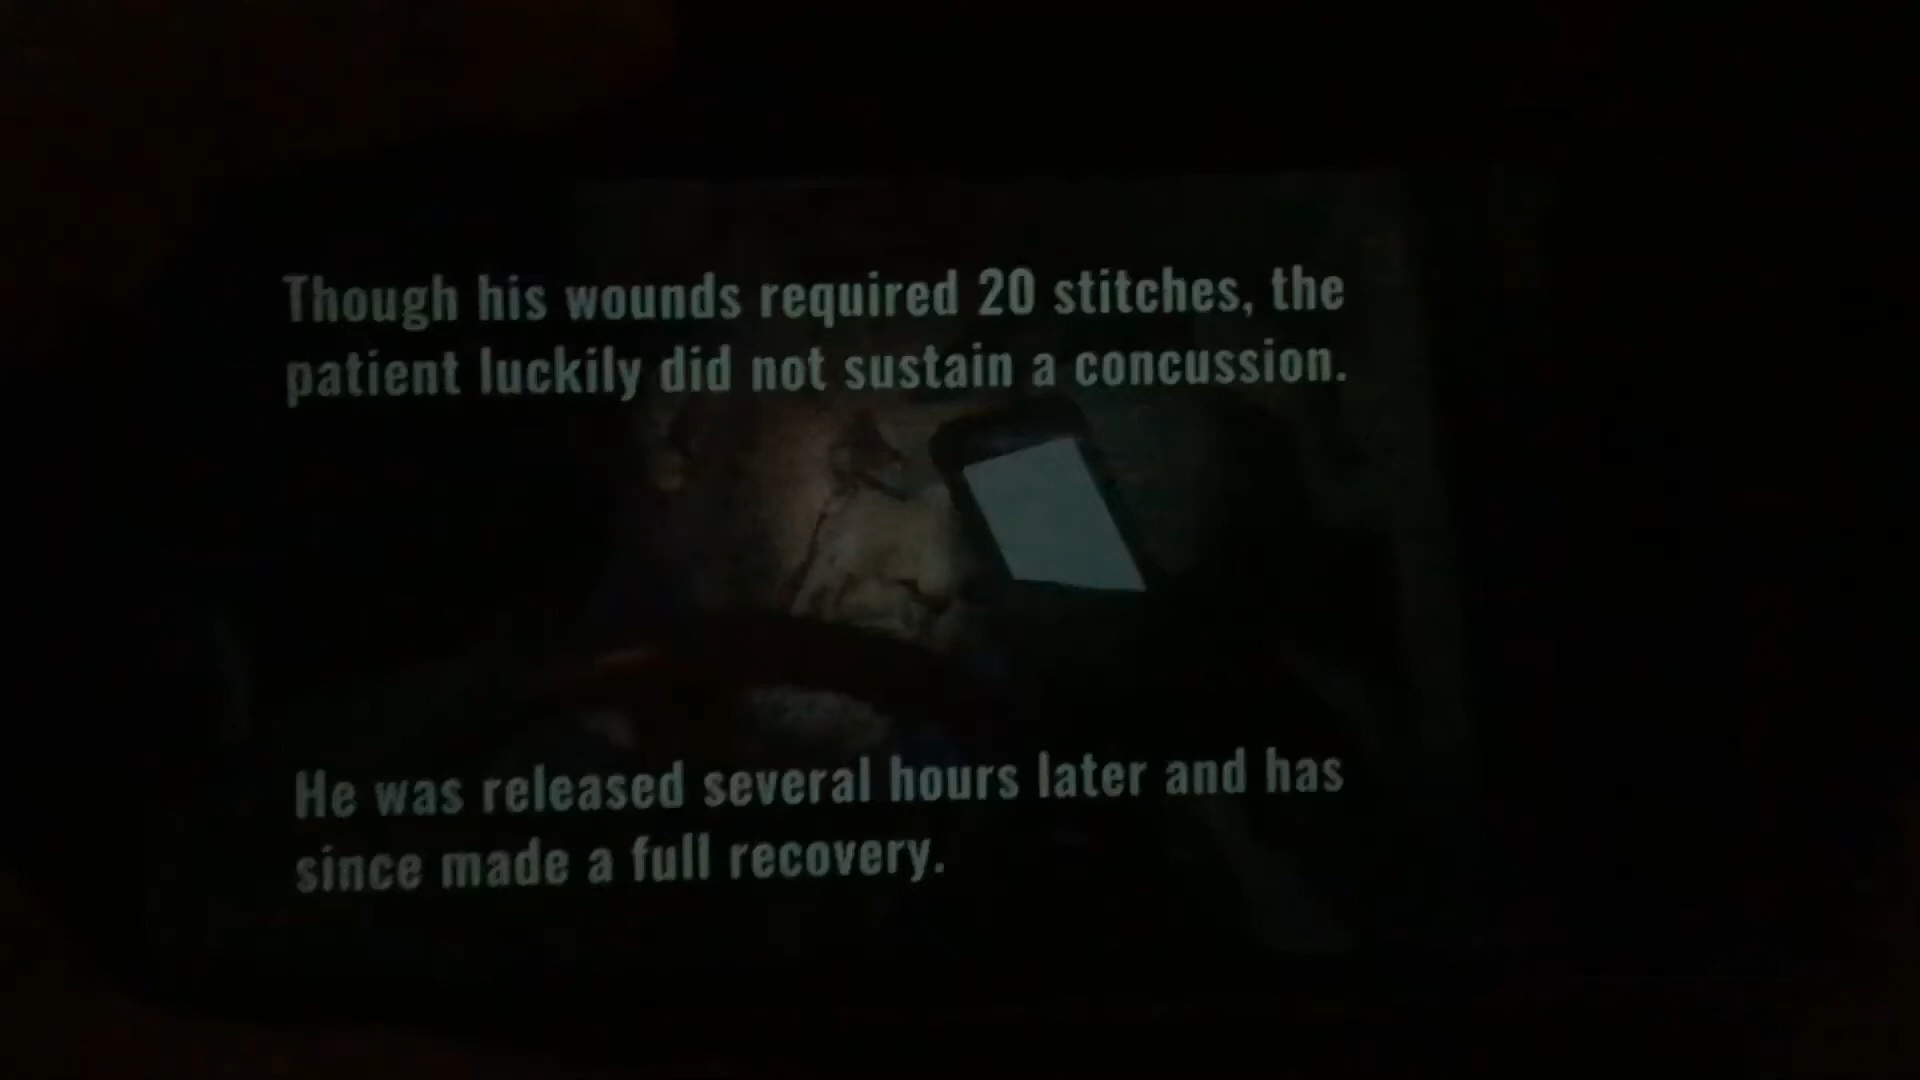 Though his wounds required 20 stitches, the
patient luckily did not sustain a concussion.
He was released several hours later and has
since made a full recovery.